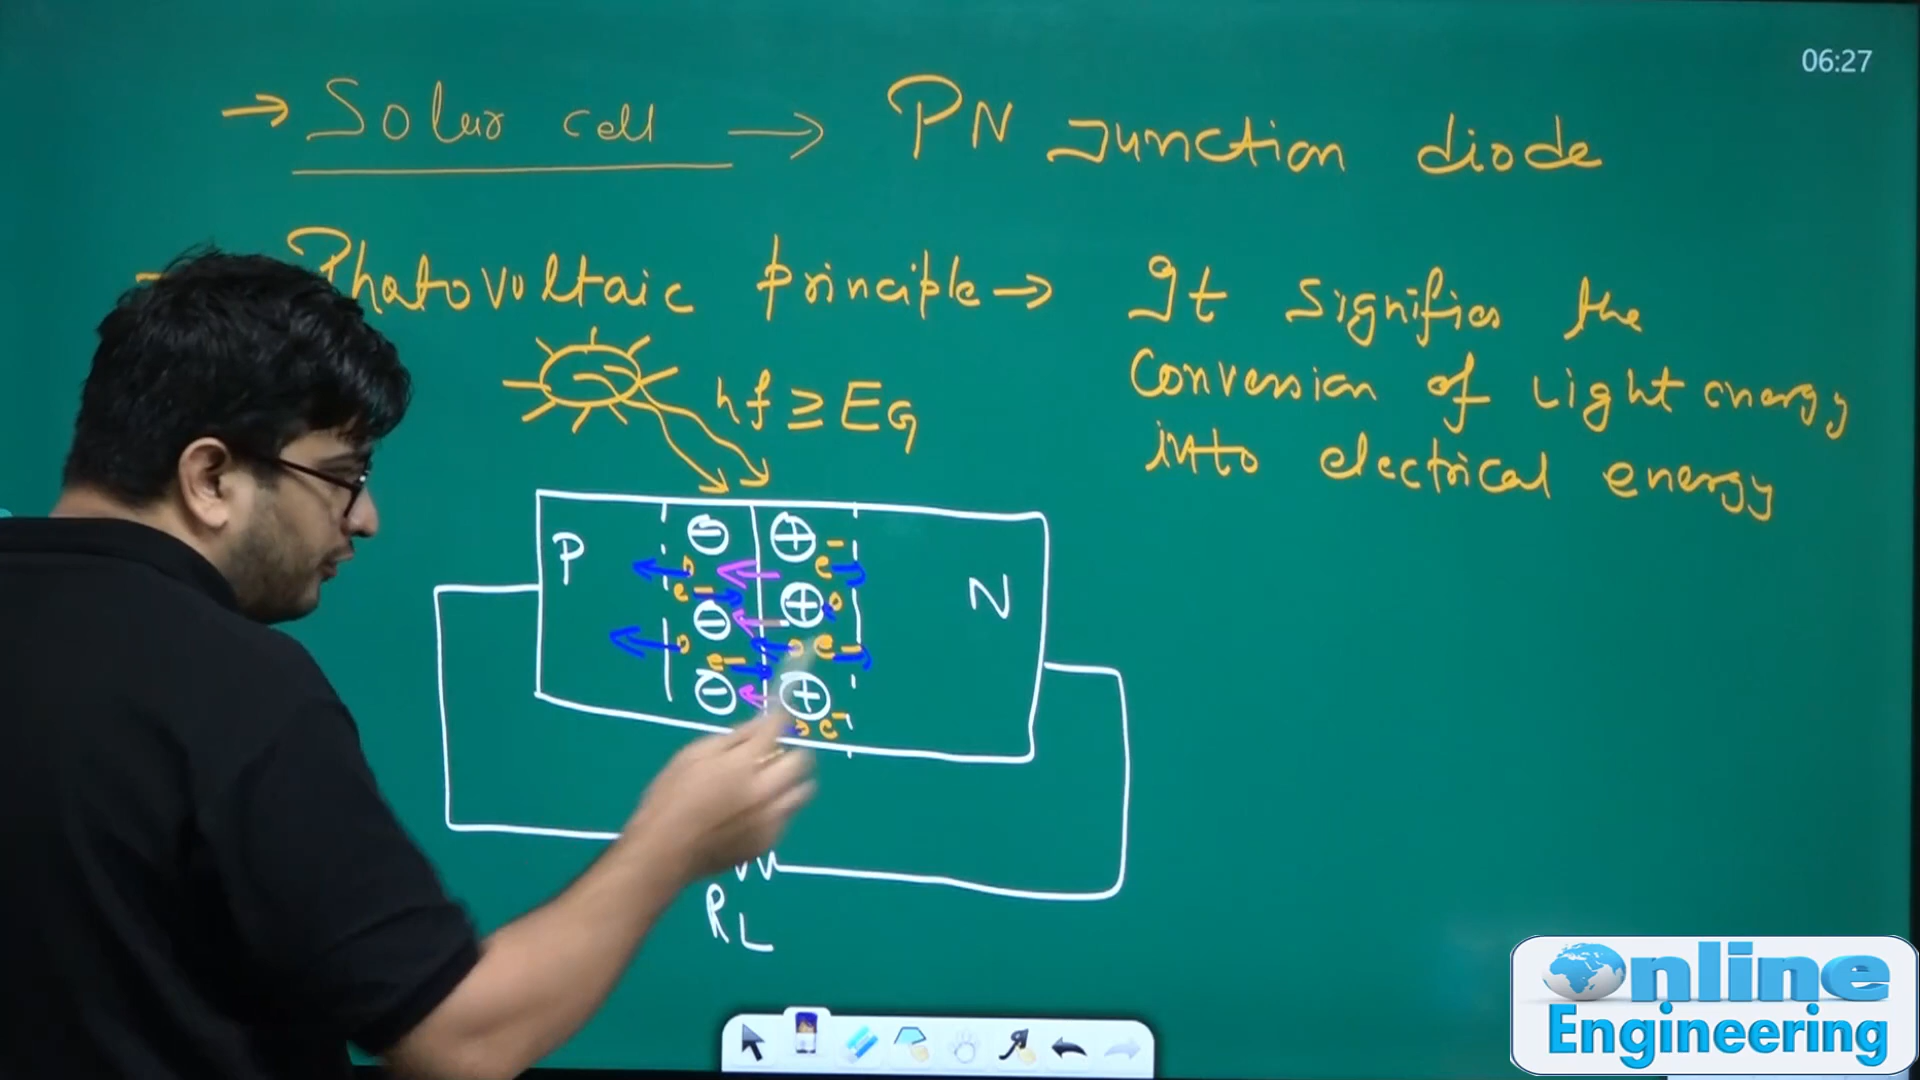 06:27
→ Solar cell → PN Junction diode
Photovoltaic principle → It signifies the
conversion of light energy
into electrical energy
hf ≥ EG
P
N
⊖ ⊕
e-
⊖ ⊕
e-
e-
e-
⊖ ⊕
e-
RL
Online
Engineering